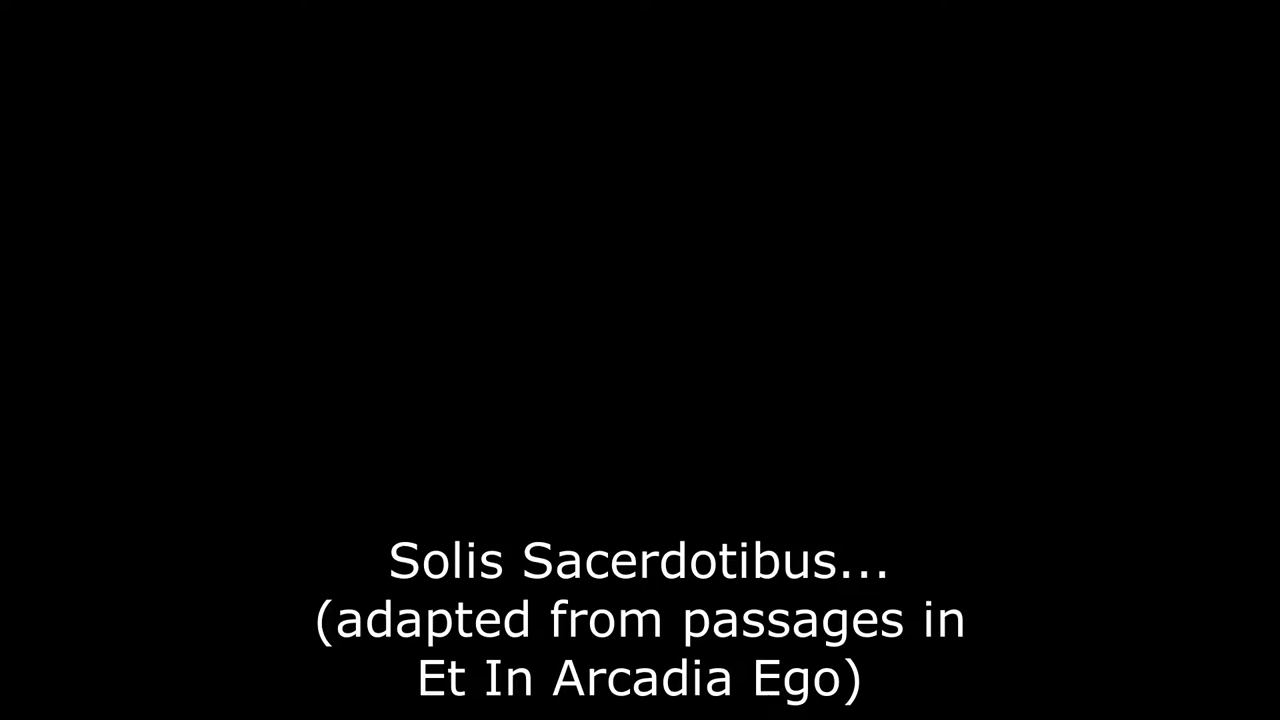 Solis Sacerdotibus...
(adapted from passages in
Et In Arcadia Ego)